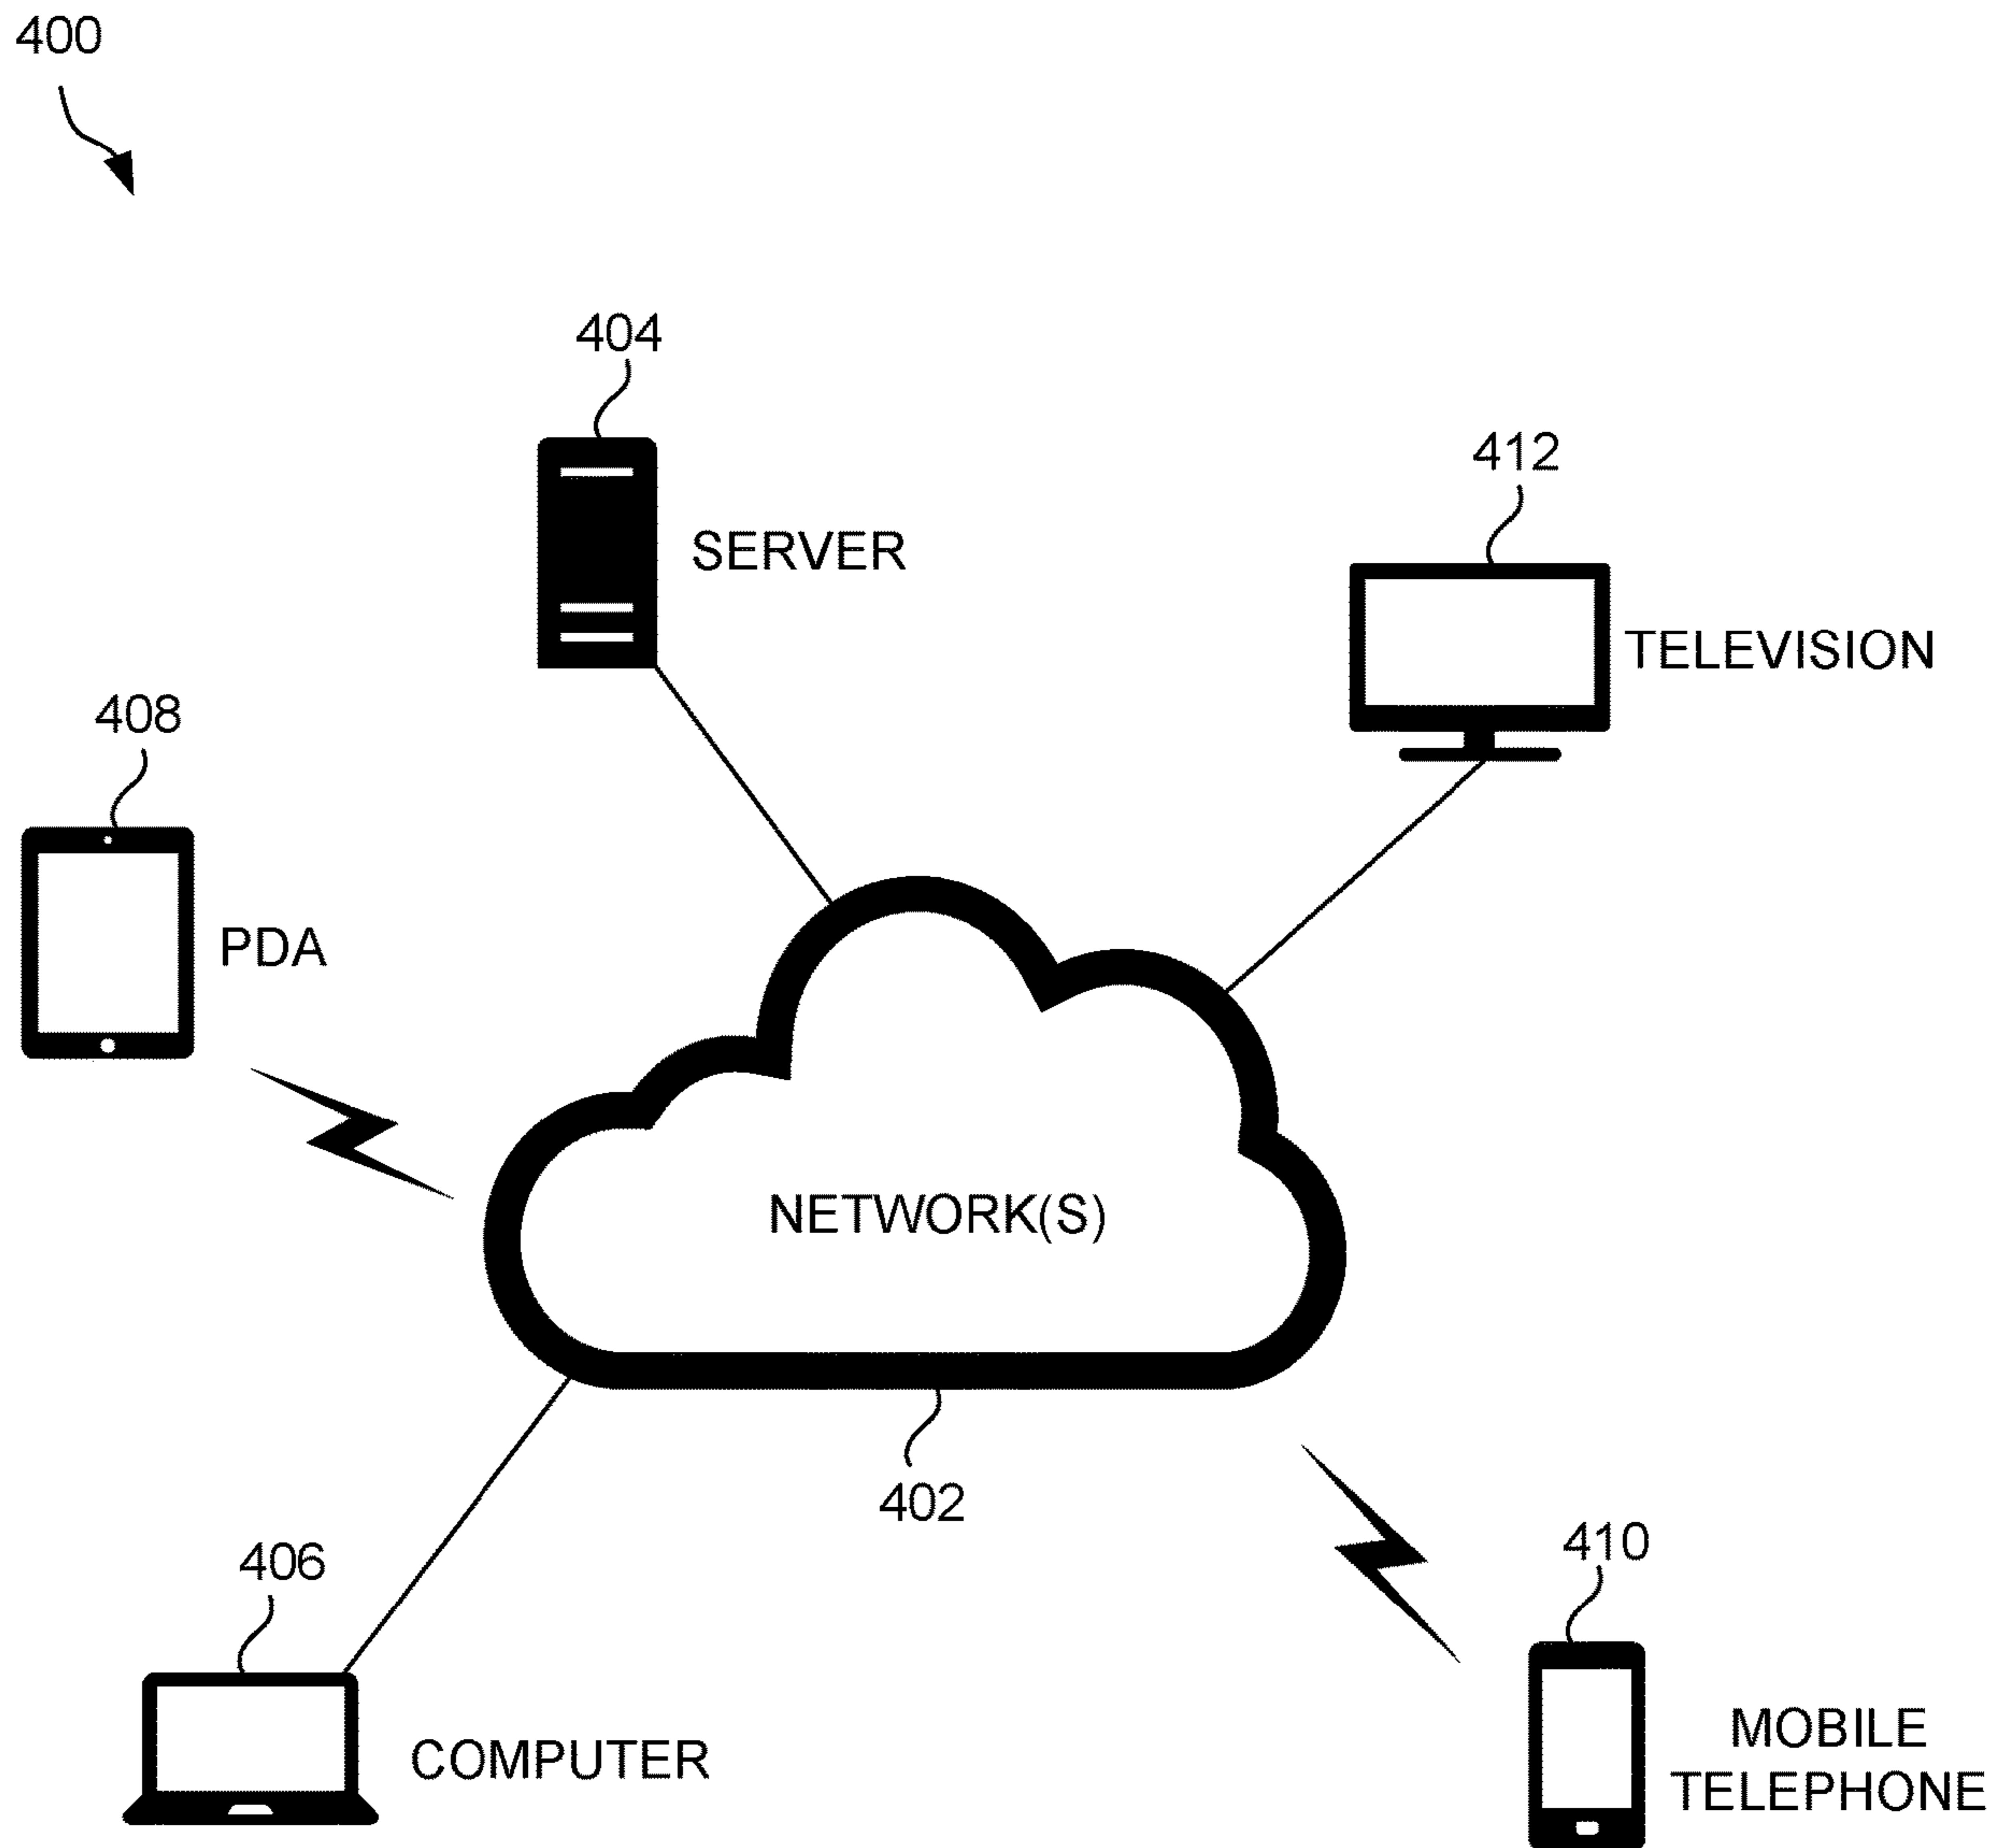 400
404
412
SERVER
TELEVISION
408
PDA
NETWORK(S)
402
406
410
COMPUTER
MOBILE
TELEPHONE